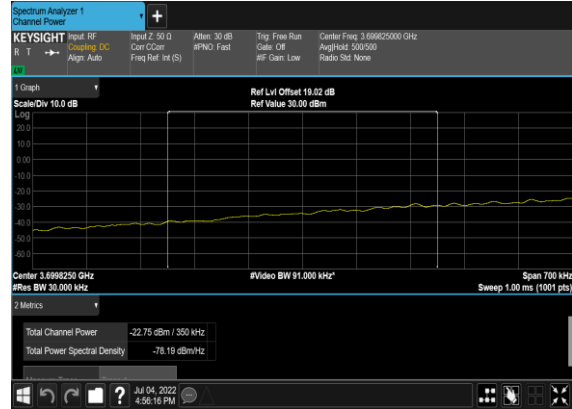 Spectrum Analyzer 1
Channel Power
+
KEYSIGHT
R T
LM
Input: RF
Coupling: DC
Align: Auto
Input Z: 50 Ω
Corr CCorr
Freq Ref: Int (S)
Atten: 30 dB
#PNO: Fast
Trig: Free Run
Gate: Off
#IF Gain: Low
Center Freq: 3.699825000 GHz
Avg|Hold: 500/500
Radio Std: None
1 Graph
Scale/Div 10.0 dB
Ref Lvl Offset 19.02 dB
Ref Value 30.00 dBm
Log
20.0
10.0
0.00
-10.0
-20.0
-30.0
-40.0
-50.0
-60.0
Center 3.6998250 GHz
#Res BW 30.000 kHz
#Video BW 91.000 kHz*
Span 700 kHz
Sweep 1.00 ms (1001 pts)
2 Metrics
Total Channel Power -22.75 dBm / 350 kHz
Total Power Spectral Density -78.19 dBm/Hz
?
Jul 04, 2022
4:56:16 PM